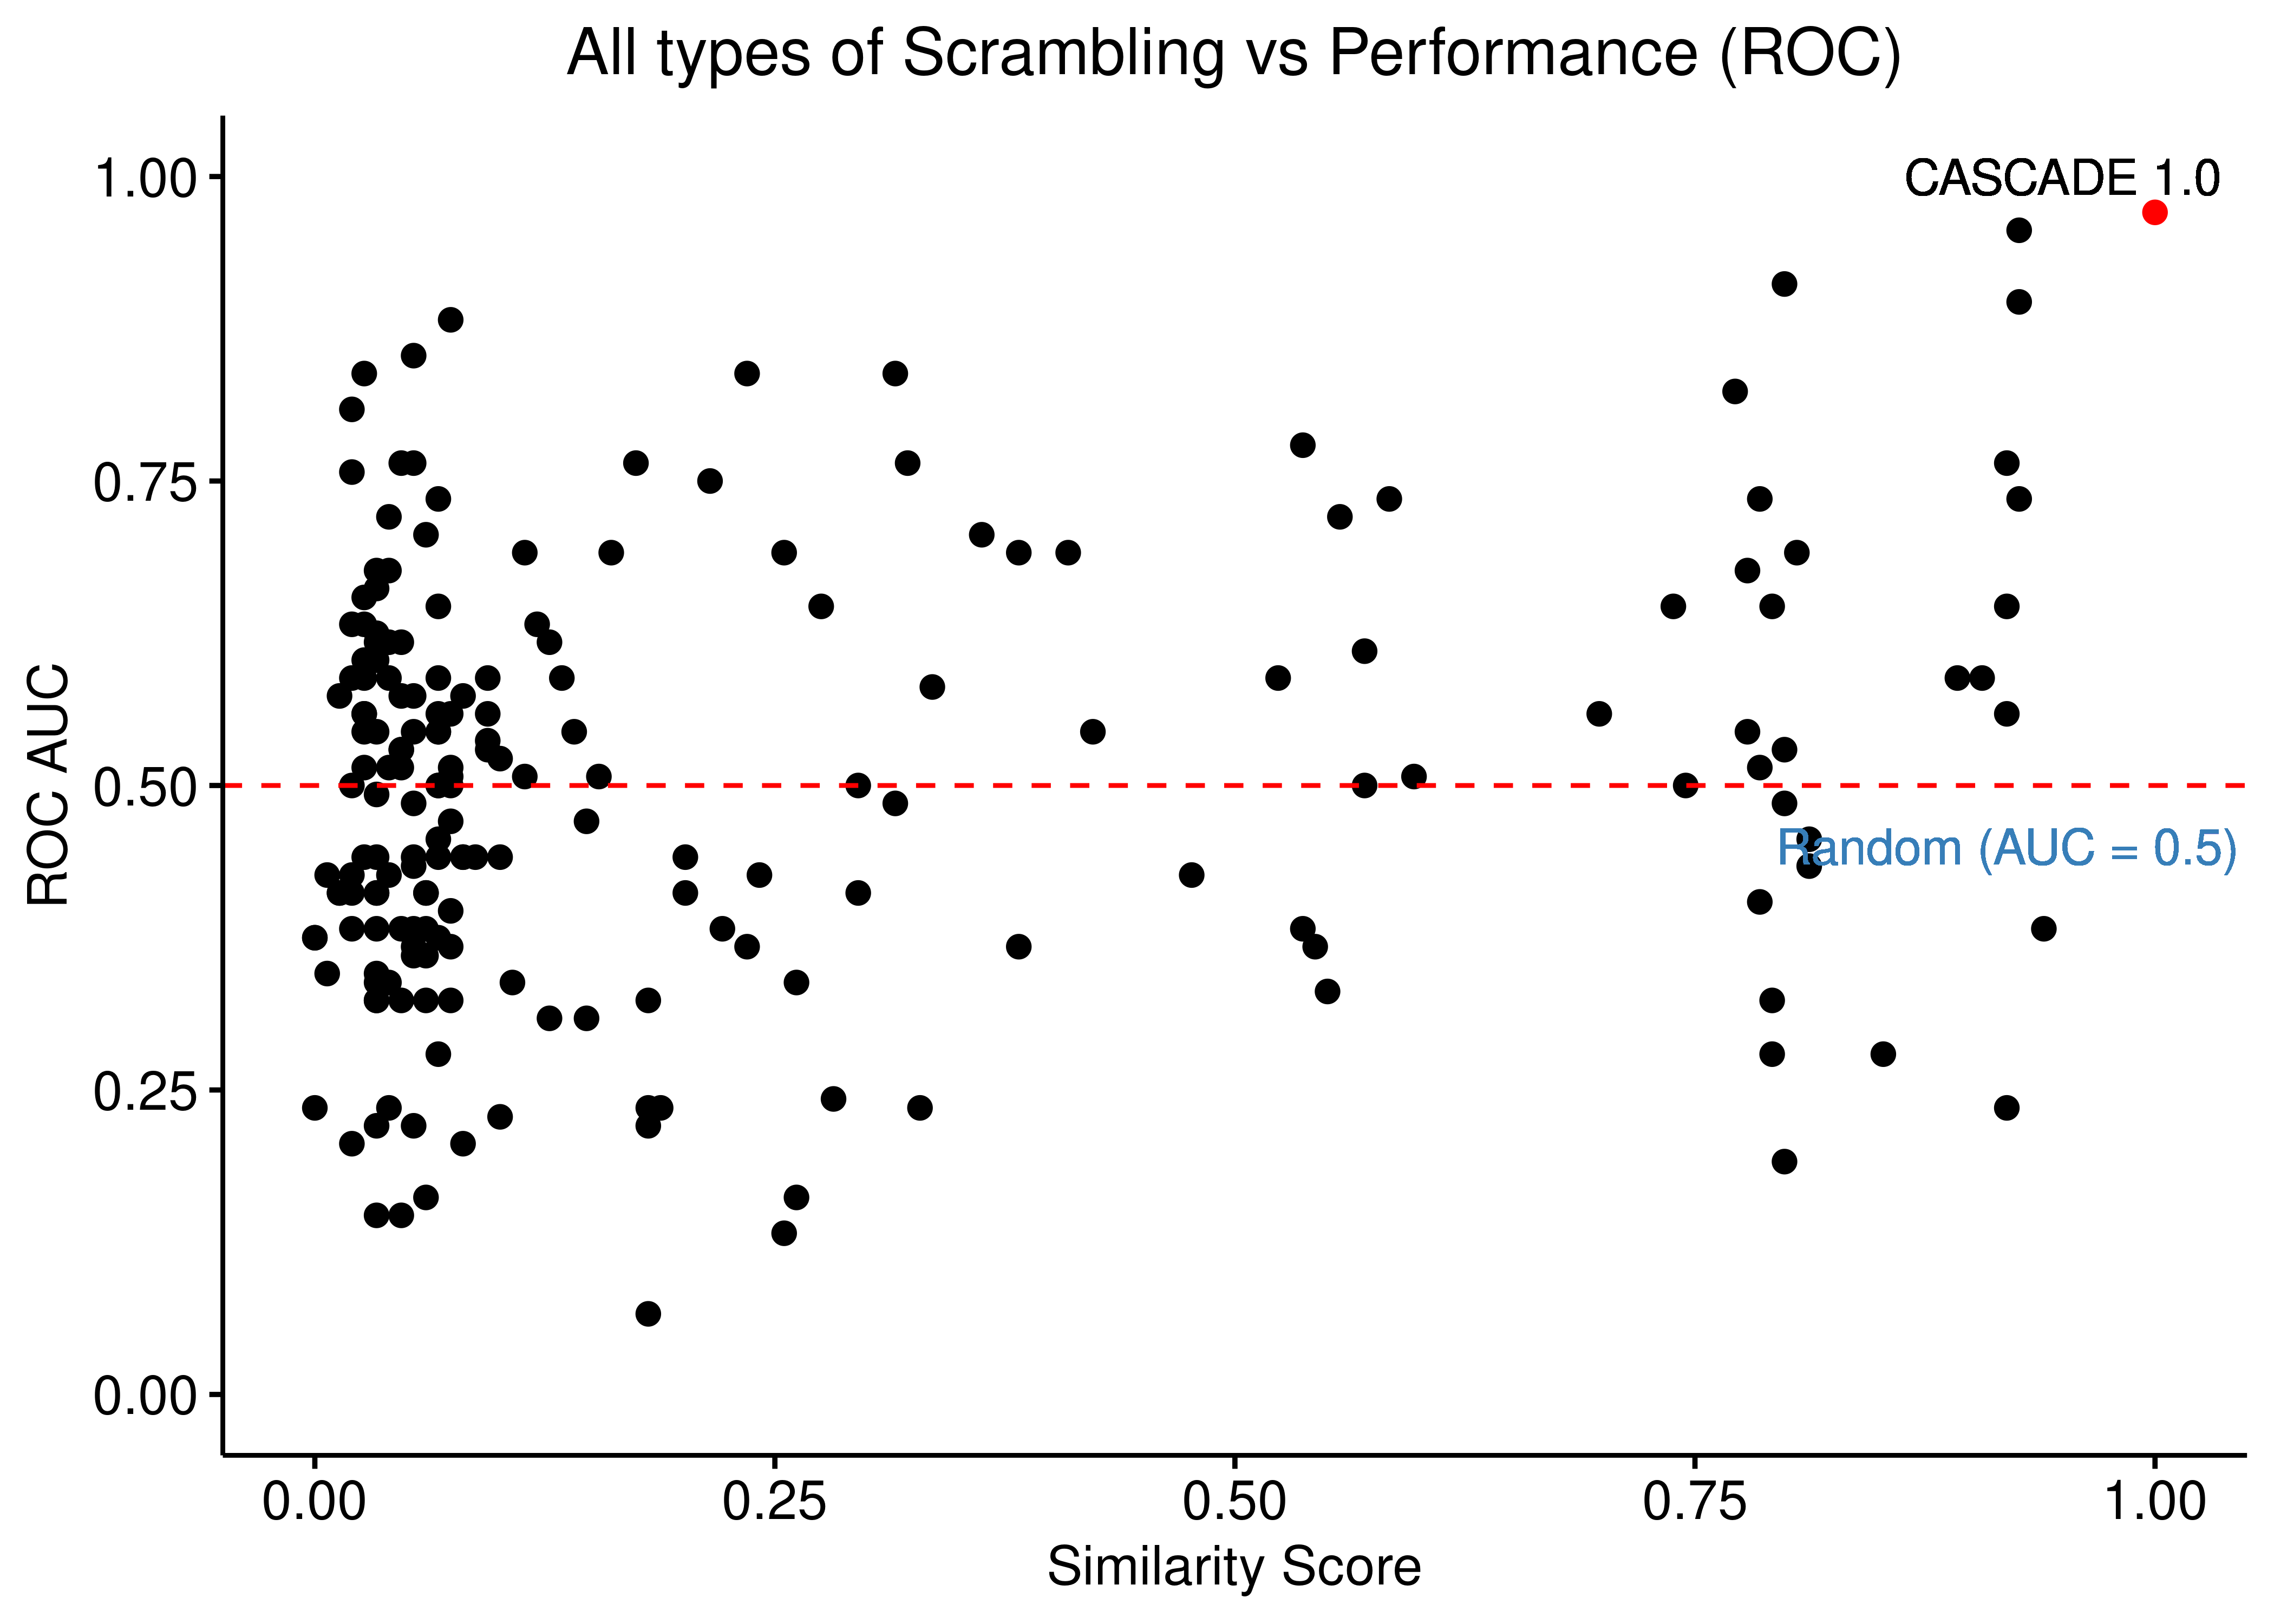 All types of Scrambling vs Performance (ROC)
1.00
0.75
0.50
0.25
0.00
ROC AUC
CASCADE 1.0
Random (AUC = 0.5)
0.00 0.25 0.50 0.75 1.00
Similarity Score